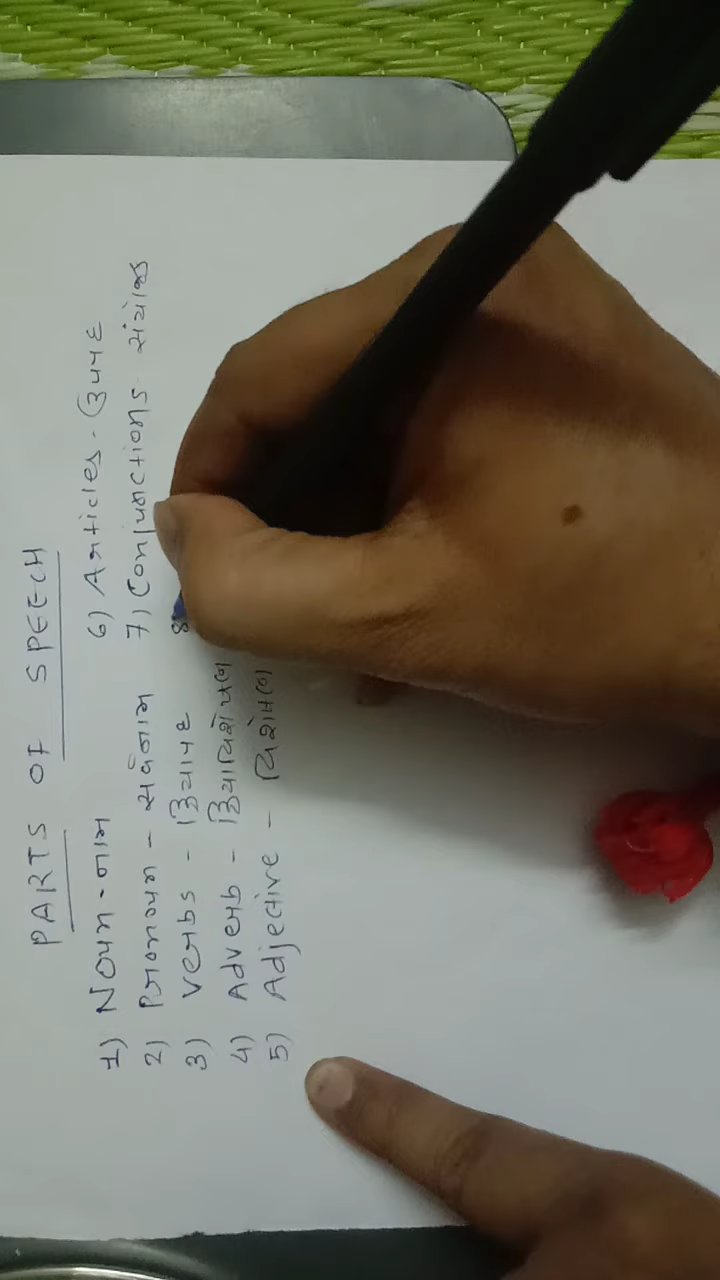 PARTS OF SPEECH
1) Noun - નામ
2) Pronoun - સર્વનામ
3) Verbs - ક્રિયાપદ
4) Adverb - ક્રિયાવિશેષણ
5) Adjective - વિશેષણ
6) Articles - ઉપપદ
7) Conjunctions સંયોજ
8